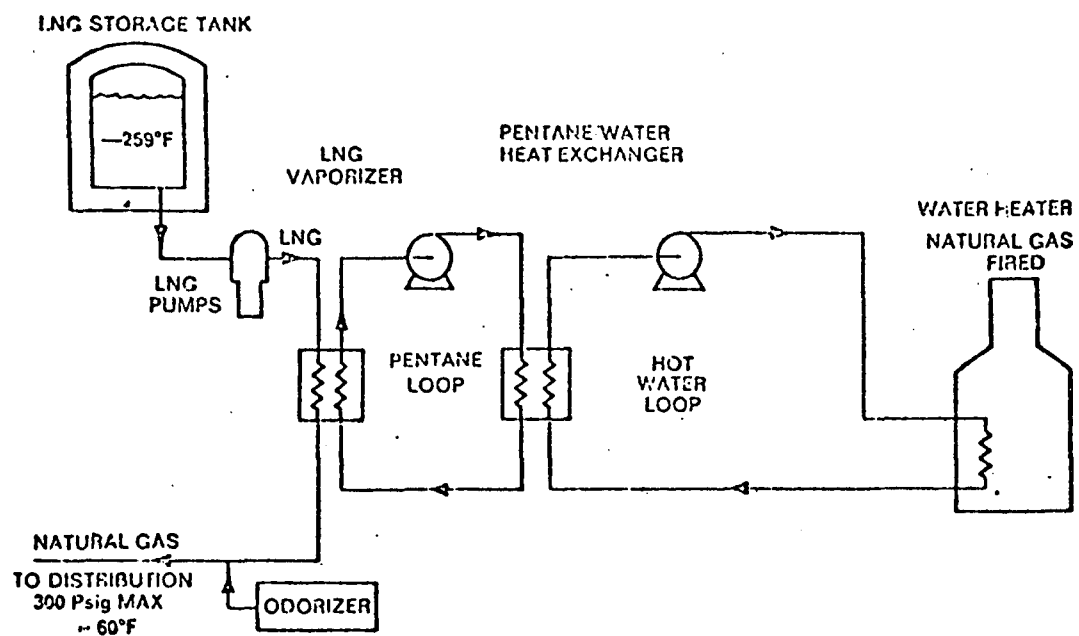 LNG STORAGE TANK
—259°F
LNG
VAPORIZER
PENTANE/WATER
HEAT EXCHANGER
WATER HEATER
NATURAL GAS
FIRED
LNG
LNG
PUMPS
PENTANE
LOOP
HOT
WATER
LOOP
NATURAL GAS
TO DISTRIBUTION
300 Psig MAX
~ 60°F
ODORIZER